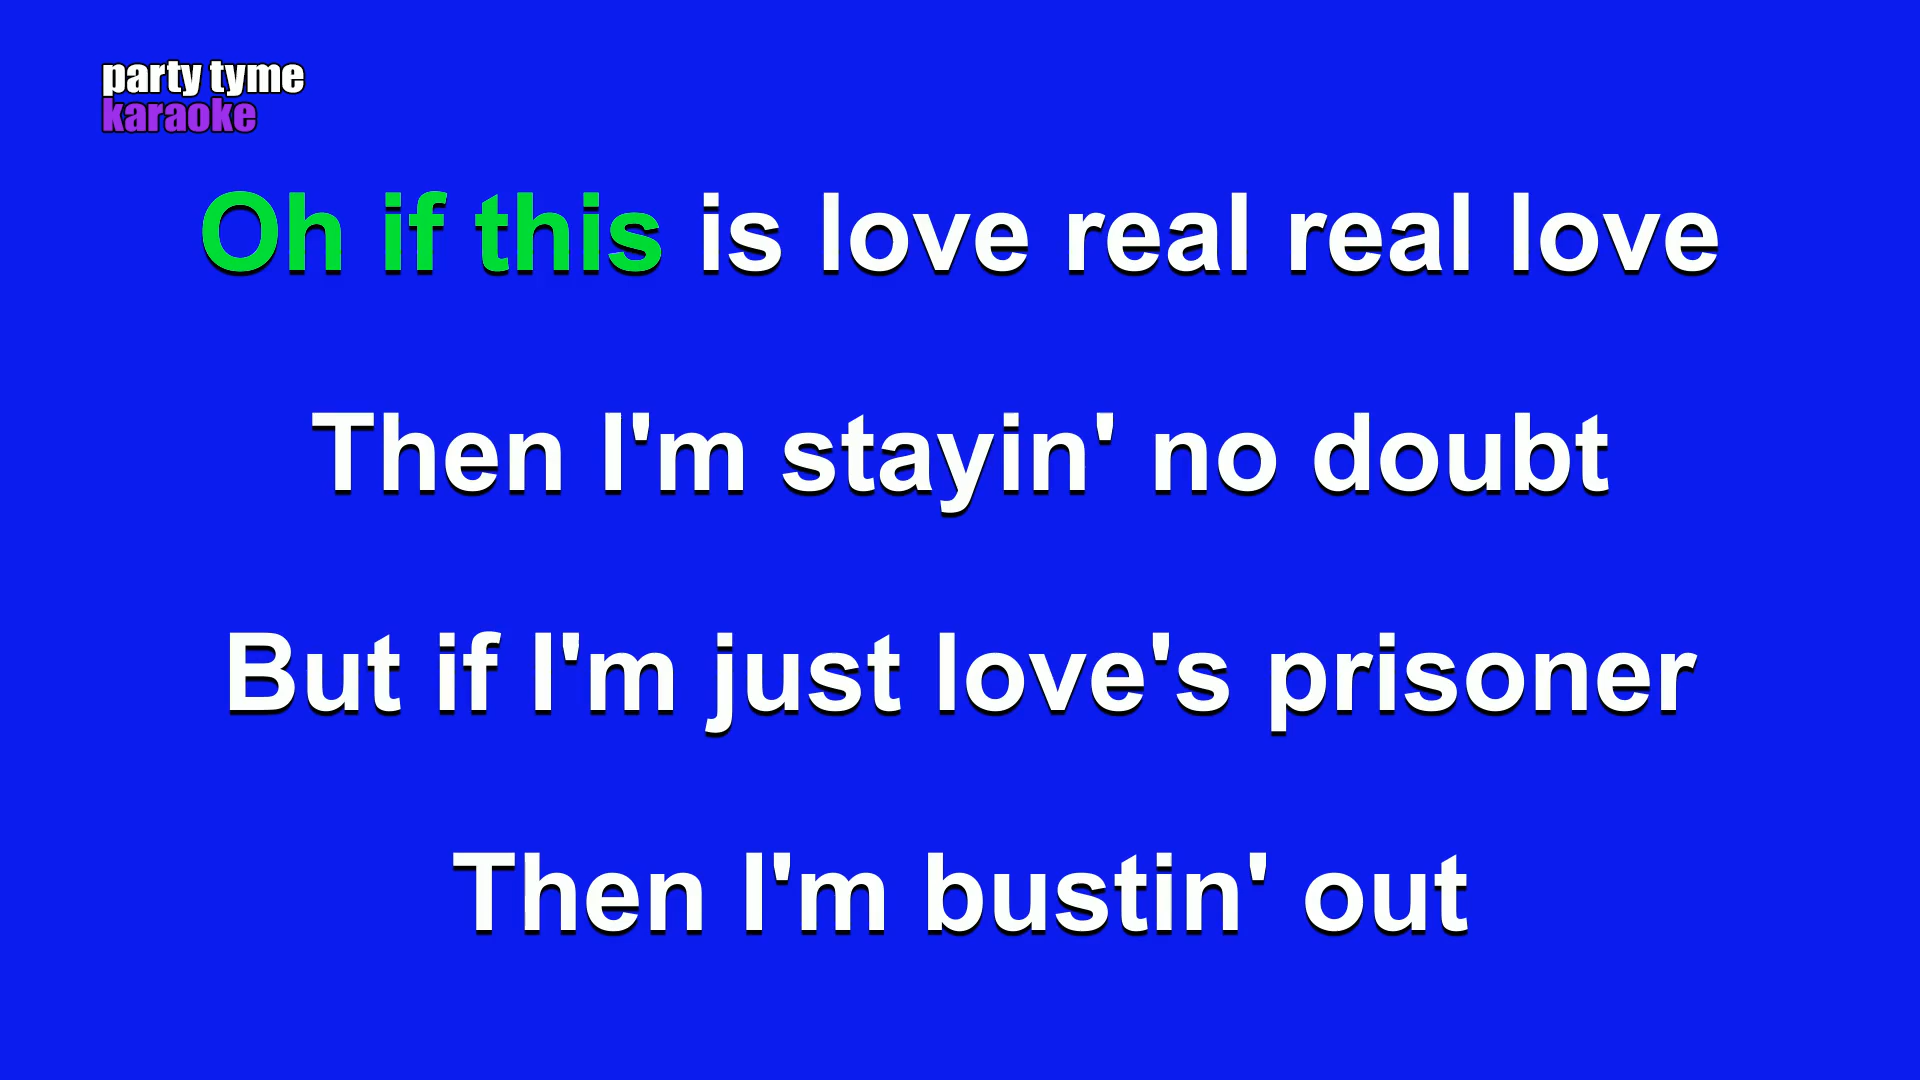 party tyme
karaoke
Oh if this is love real real love
Then I'm stayin' no doubt
But if I'm just love's prisoner
Then I'm bustin' out